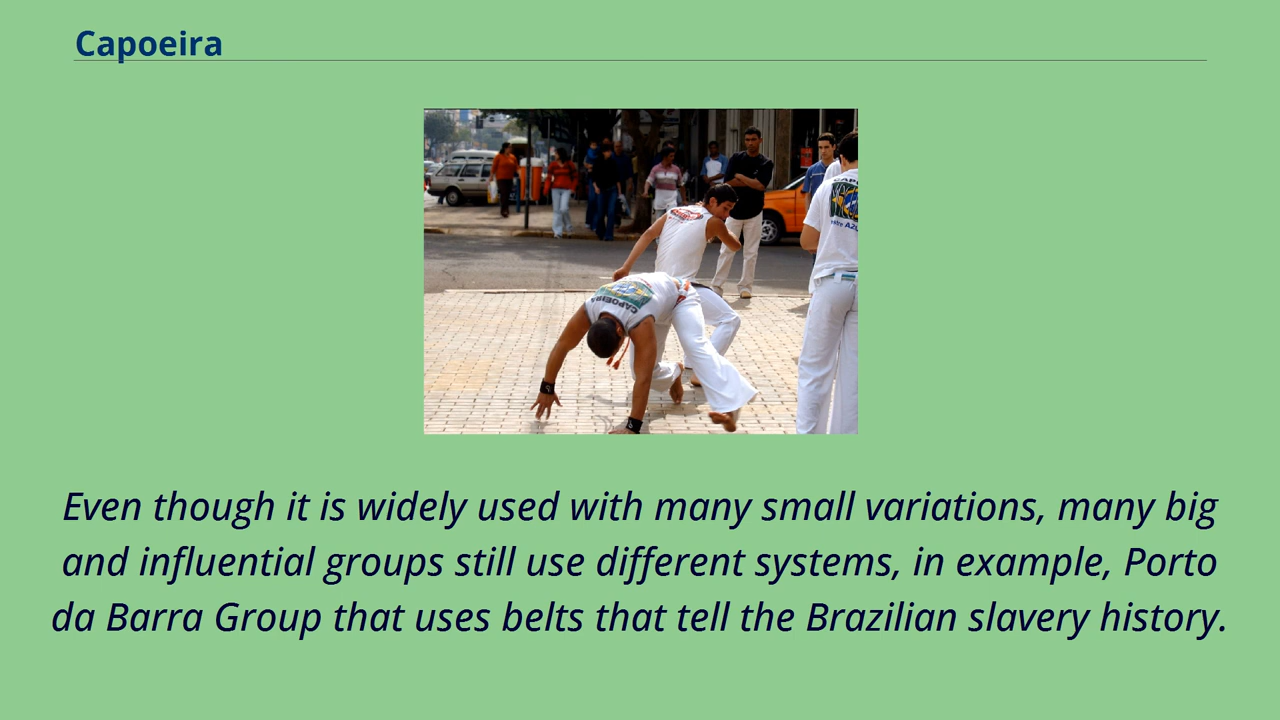 Capoeira
CAPOEIRA
Even though it is widely used with many small variations, many big
and influential groups still use different systems, in example, Porto
da Barra Group that uses belts that tell the Brazilian slavery history.